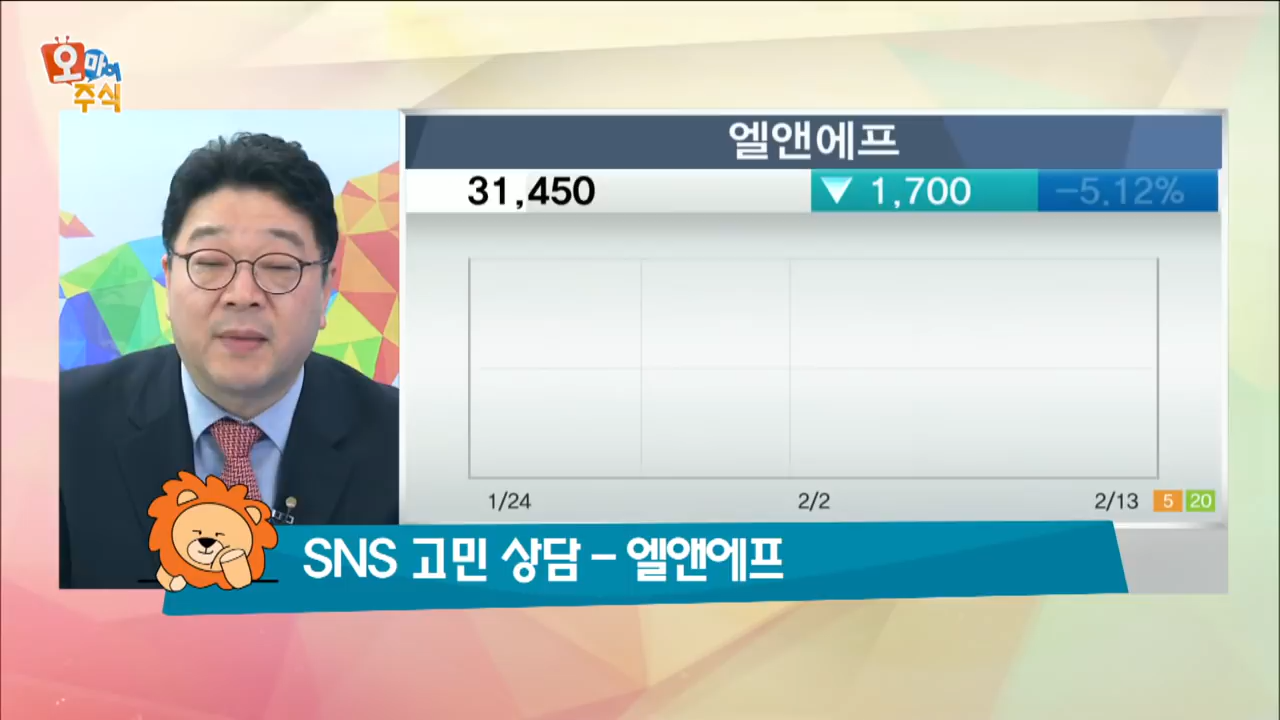 오마이
주식
엘앤에프
31,450 ▼ 1,700 -5.12%
1/24 2/2 2/13 5 20
SNS 고민 상담 - 엘앤에프